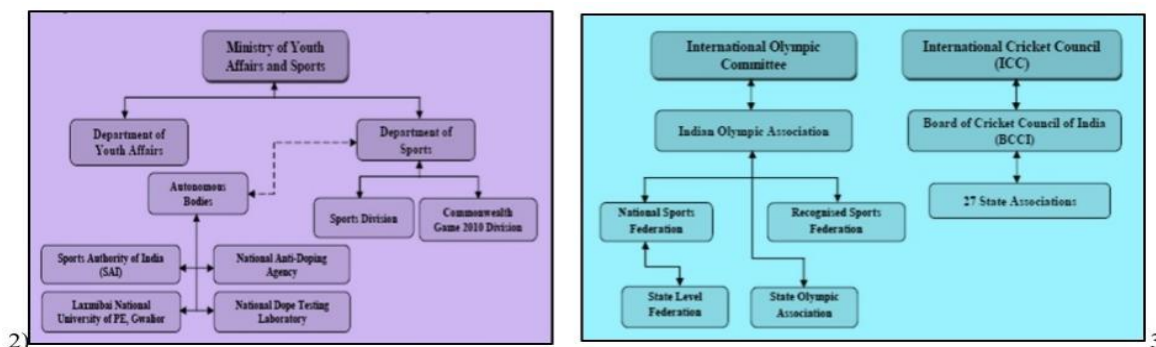 Ministry of Youth
Affairs and Sports
Department of
Youth Affairs
Department of
Sports
Autonomous
Bodies
Sports Division
Commonwealth
Game 2010 Division
Sports Authority of India
(SAI)
National Anti-Doping
Agency
Laxmibai National
University of PE, Gwalior
National Dope Testing
Laboratory
2)
International Olympic
Committee
International Cricket Council
(ICC)
Indian Olympic Association
Board of Cricket Council of India
(BCCI)
National Sports
Federation
Recognised Sports
Federation
27 State Associations
State Level
Federation
State Olympic
Association
3